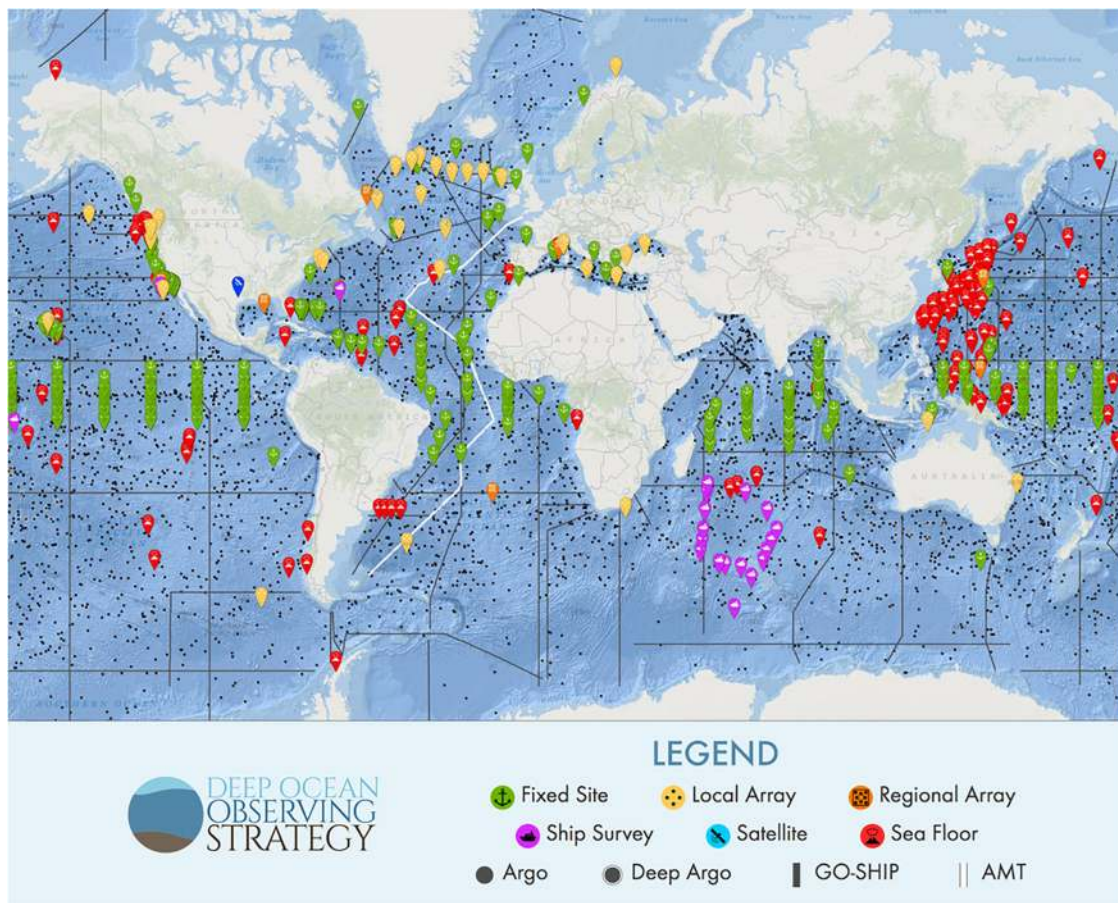 AFRICA
AUSTRALIA
DEEP OCEAN
OBSERVING
STRATEGY
LEGEND
Fixed Site
Local Array
Regional Array
Ship Survey
Satellite
Sea Floor
Argo
Deep Argo
GO-SHIP
AMT